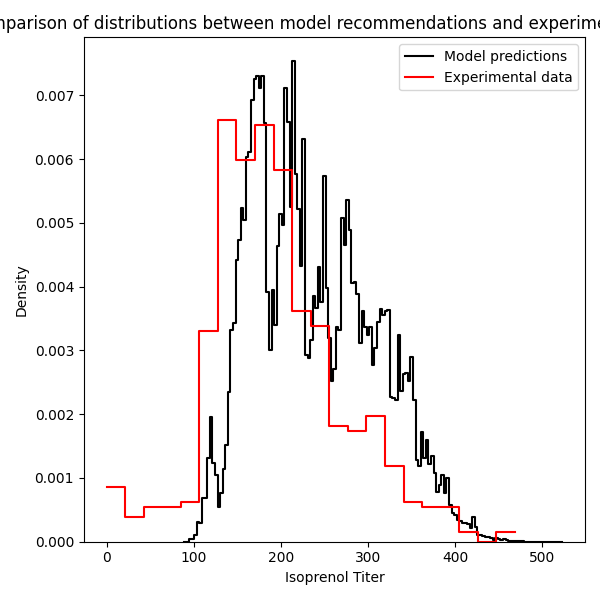 nparison of distributions between model recommendations and experime
Model predictions
Experimental data
0.007
0.006
0.005
0.004
0.003
0.002
0.001
0.000
Density
0 100 200 300 400 500
Isoprenol Titer